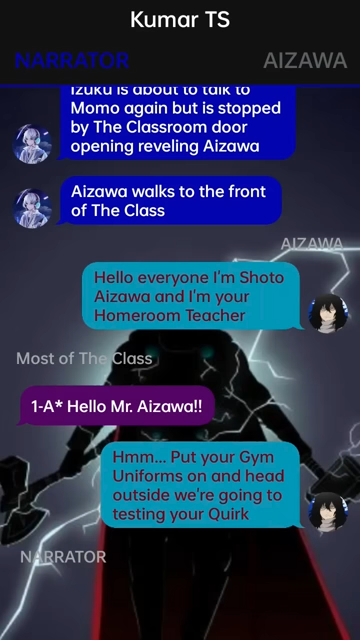 Kumar TS
NARRATOR AIZAWA
Izuku is about to talk to
Momo again but is stopped
by The Classroom door
opening reveling Aizawa
Aizawa walks to the front
of The Class
AIZAWA
Hello everyone I'm Shoto
Aizawa and I'm your
Homeroom Teacher
Most of The Class
1-A* Hello Mr. Aizawa!!
Hmm... Put your Gym
Uniforms on and head
outside we're going to
testing your Quirk
NARRATOR